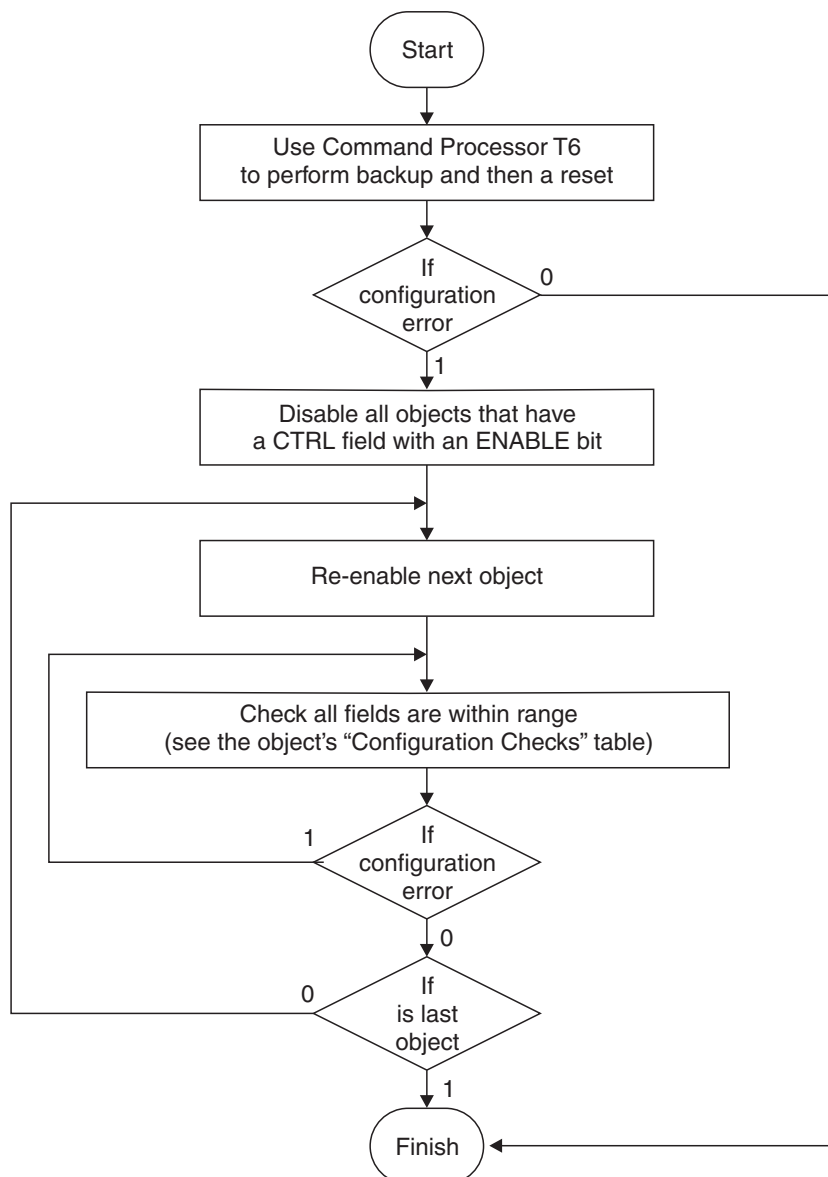 Start
Use Command Processor T6
to perform backup and then a reset
If
configuration
error
0
1
Disable all objects that have
a CTRL field with an ENABLE bit
Re-enable next object
Check all fields are within range
(see the object's “Configuration Checks” table)
1
If
configuration
error
0
0
If
is last
object
1
Finish